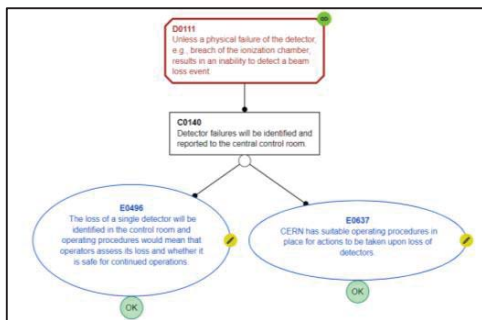 D0111
Unless a physical failure of the detector,
e.g., breach of the ionization chamber,
results in an inability to detect a beam
loss event
C0140
Detector failures will be identified and
reported to the central control room.
E0496
The loss of a single detector will be
identified in the control room and
operating procedures would mean that
operators assess its loss and whether it
is safe for continued operations.
OK
E0637
CERN has suitable operating procedures in
place for actions to be taken upon loss of
detectors.
OK